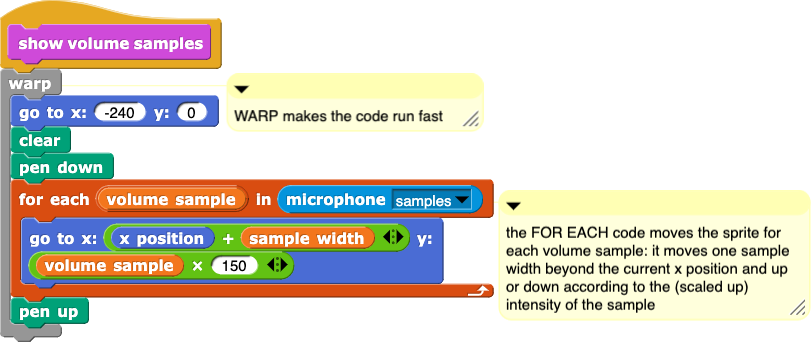 show volume samples
warp
go to x: -240 y: 0
WARP makes the code run fast
clear
pen down
for each volume sample in microphone samples
go to x: x position + sample width y:
volume sample × 150
the FOR EACH code moves the sprite for
each volume sample: it moves one sample
width beyond the current x position and up
or down according to the (scaled up)
intensity of the sample
pen up